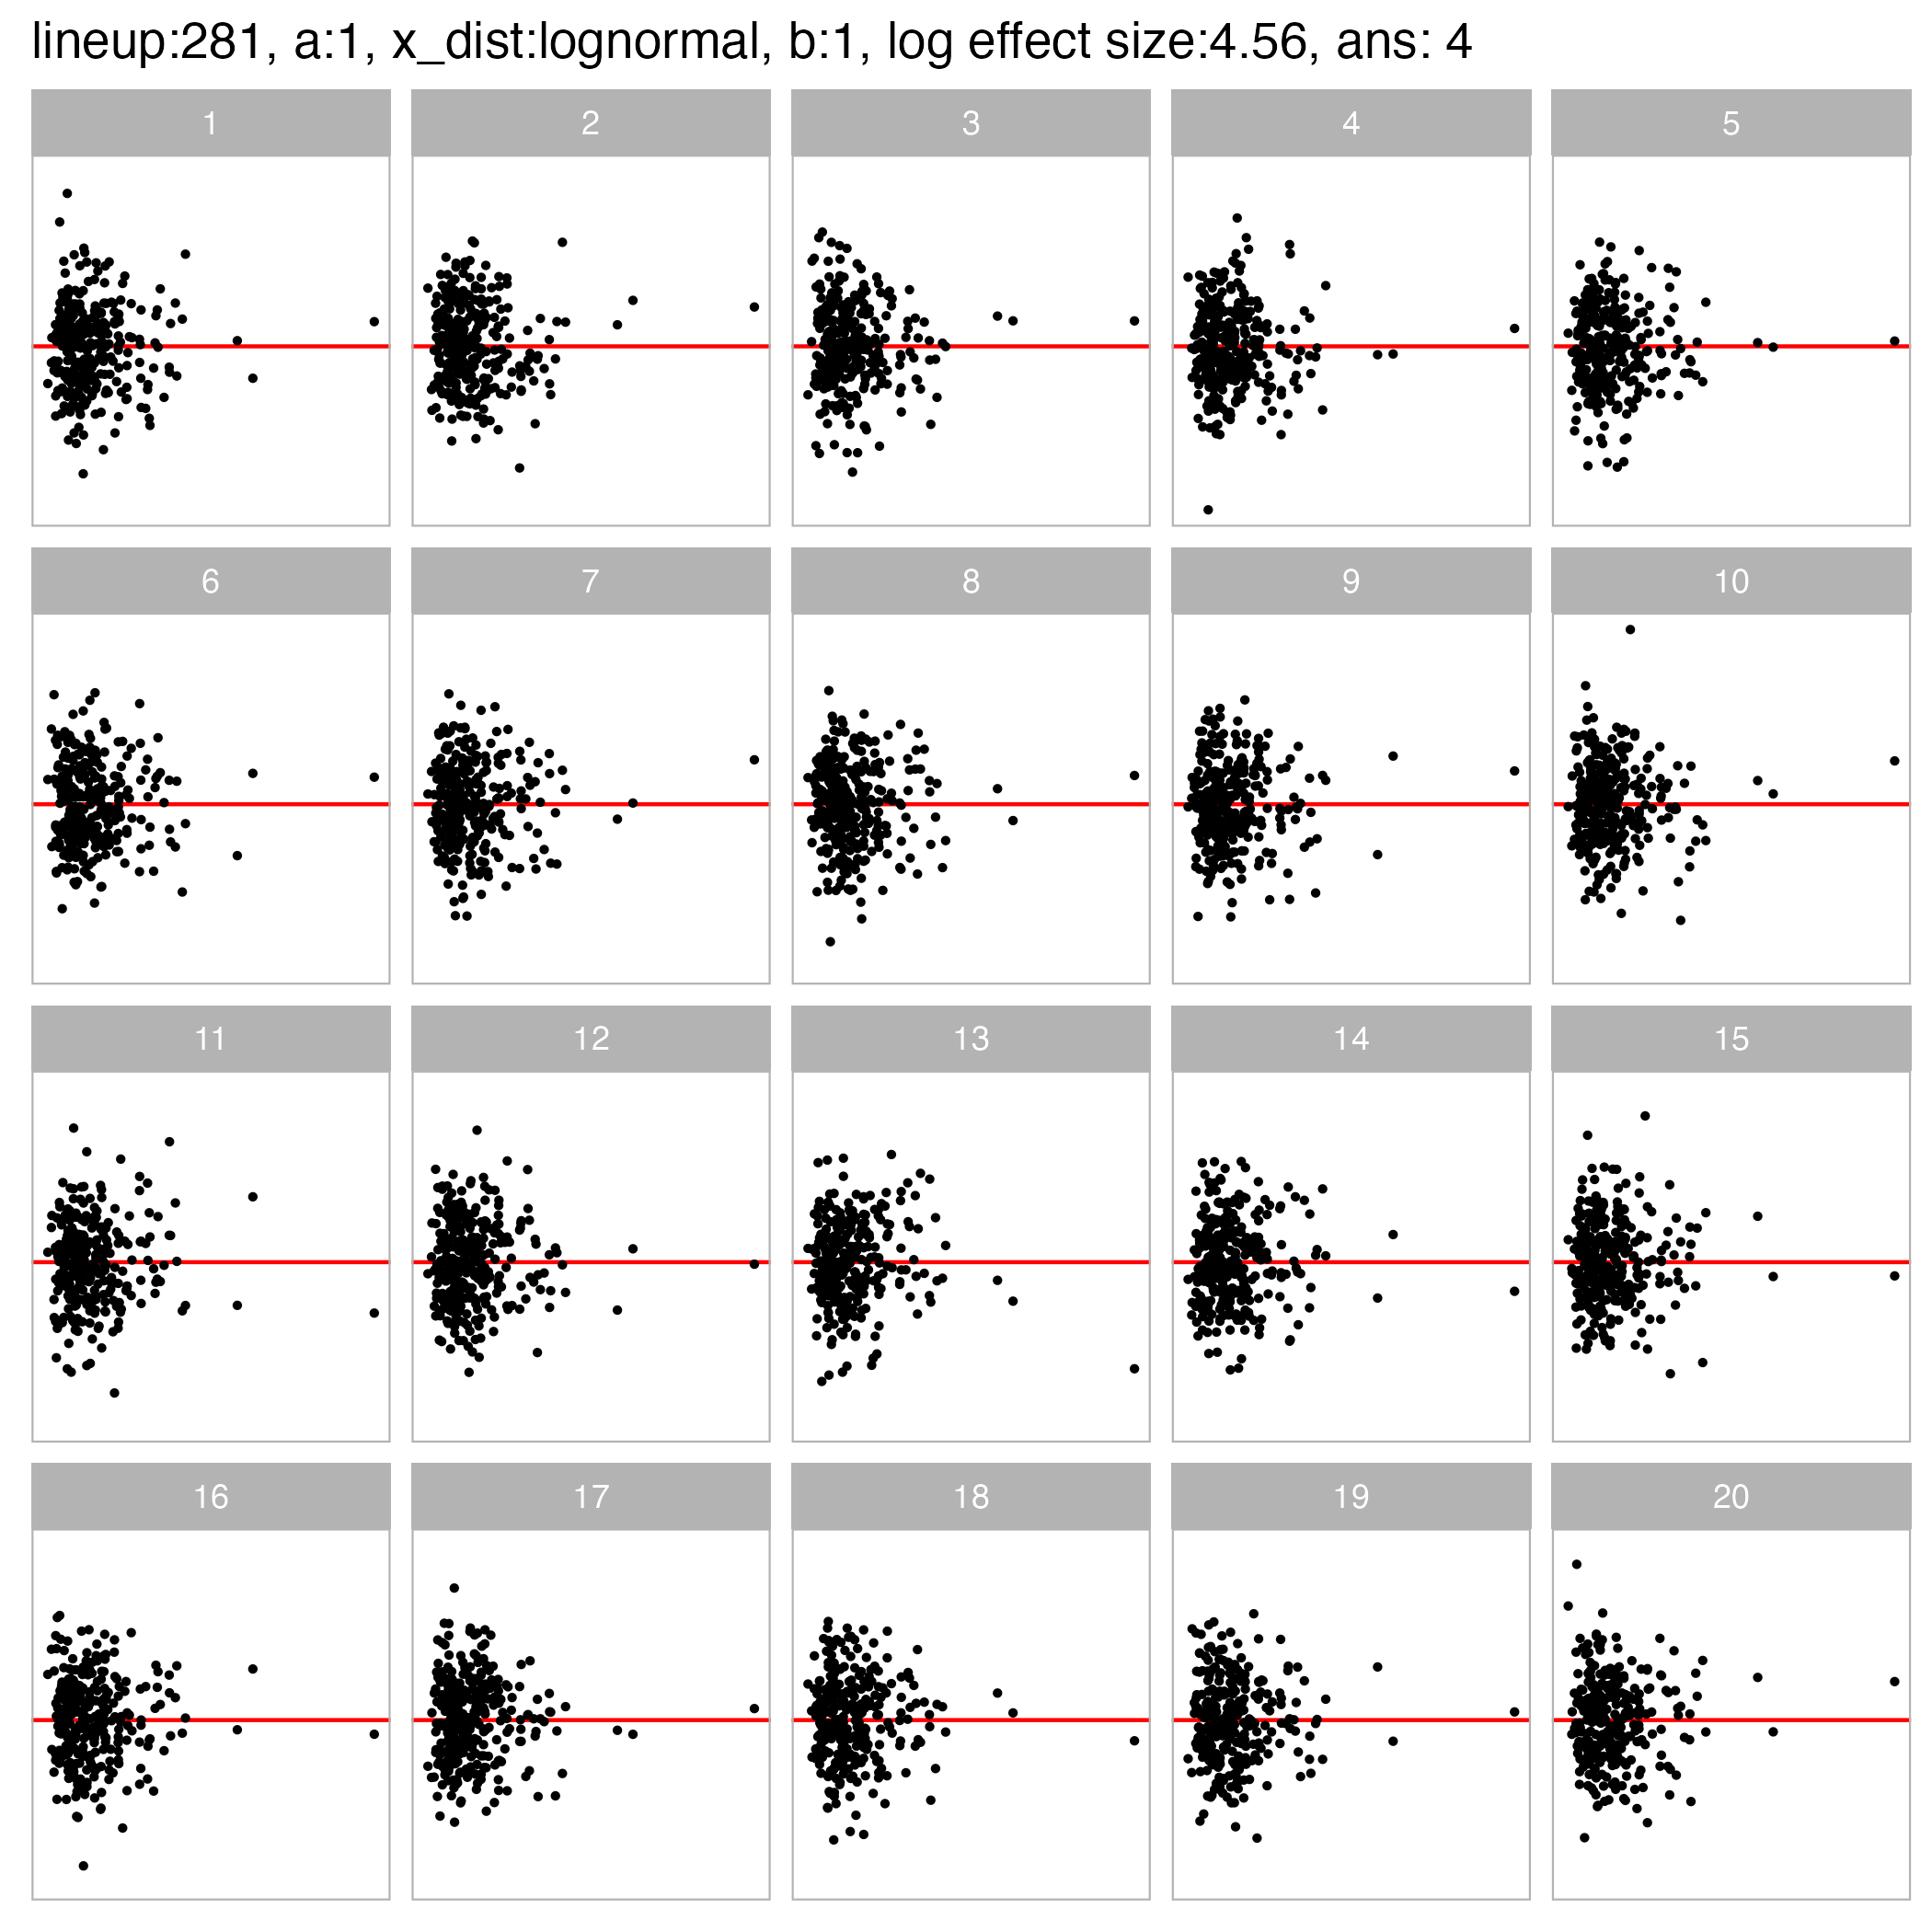 lineup:281, a:1, x_dist:lognormal, b:1, log effect size:4.56, ans: 4
1 2 3 4 5
6 7 8 9 10
11 12 13 14 15
16 17 18 19 20